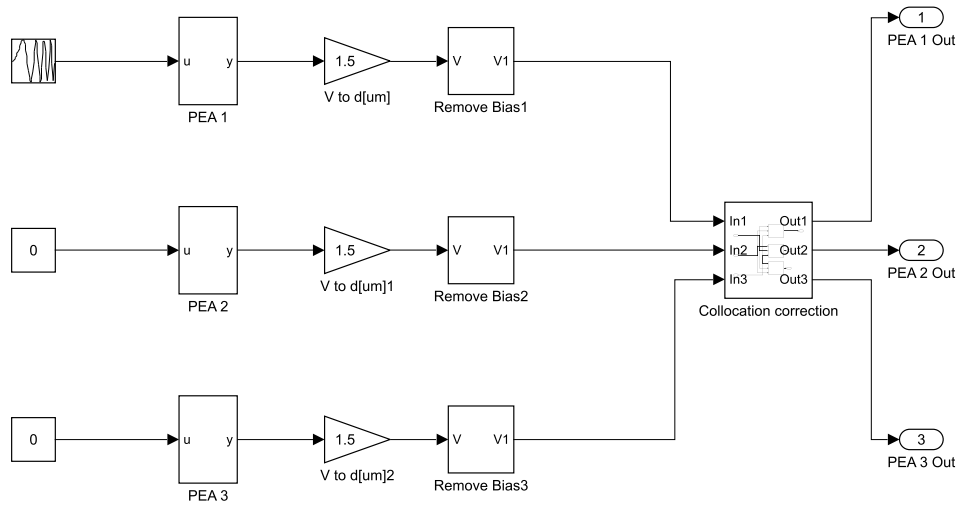 1
PEA 1 Out
u y
PEA 1
1.5
V to d[um]
V V1
Remove Bias1
0
u y
PEA 2
1.5
V to d[um]1
V V1
Remove Bias2
In1 Out1
In2 Out2
In3 Out3
Collocation correction
2
PEA 2 Out
0
u y
PEA 3
1.5
V to d[um]2
V V1
Remove Bias3
3
PEA 3 Out